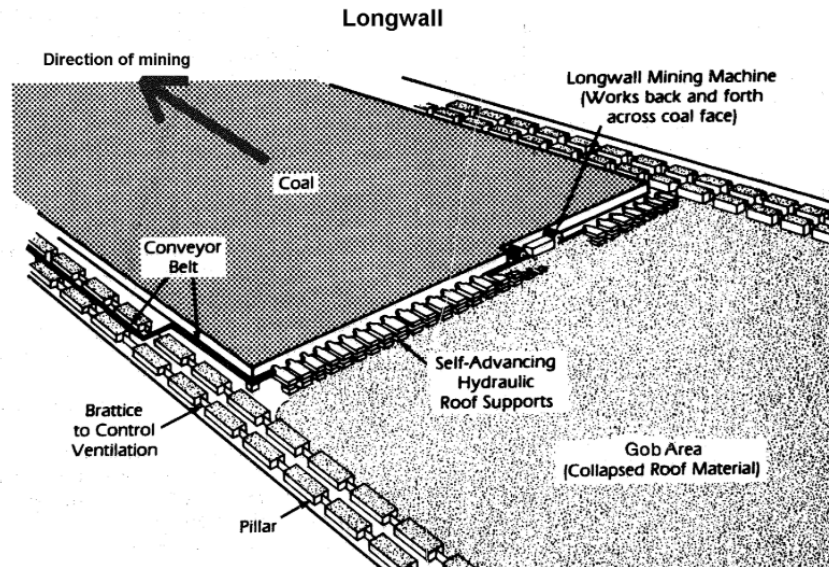 Longwall
Direction of mining
Longwall Mining Machine
(Works back and forth
across coal face)
Coal
Conveyor
Belt
Self-Advancing
Hydraulic
Roof Supports
Brattice
to Control
Ventilation
Gob Area
(Collapsed Roof Material)
Pillar